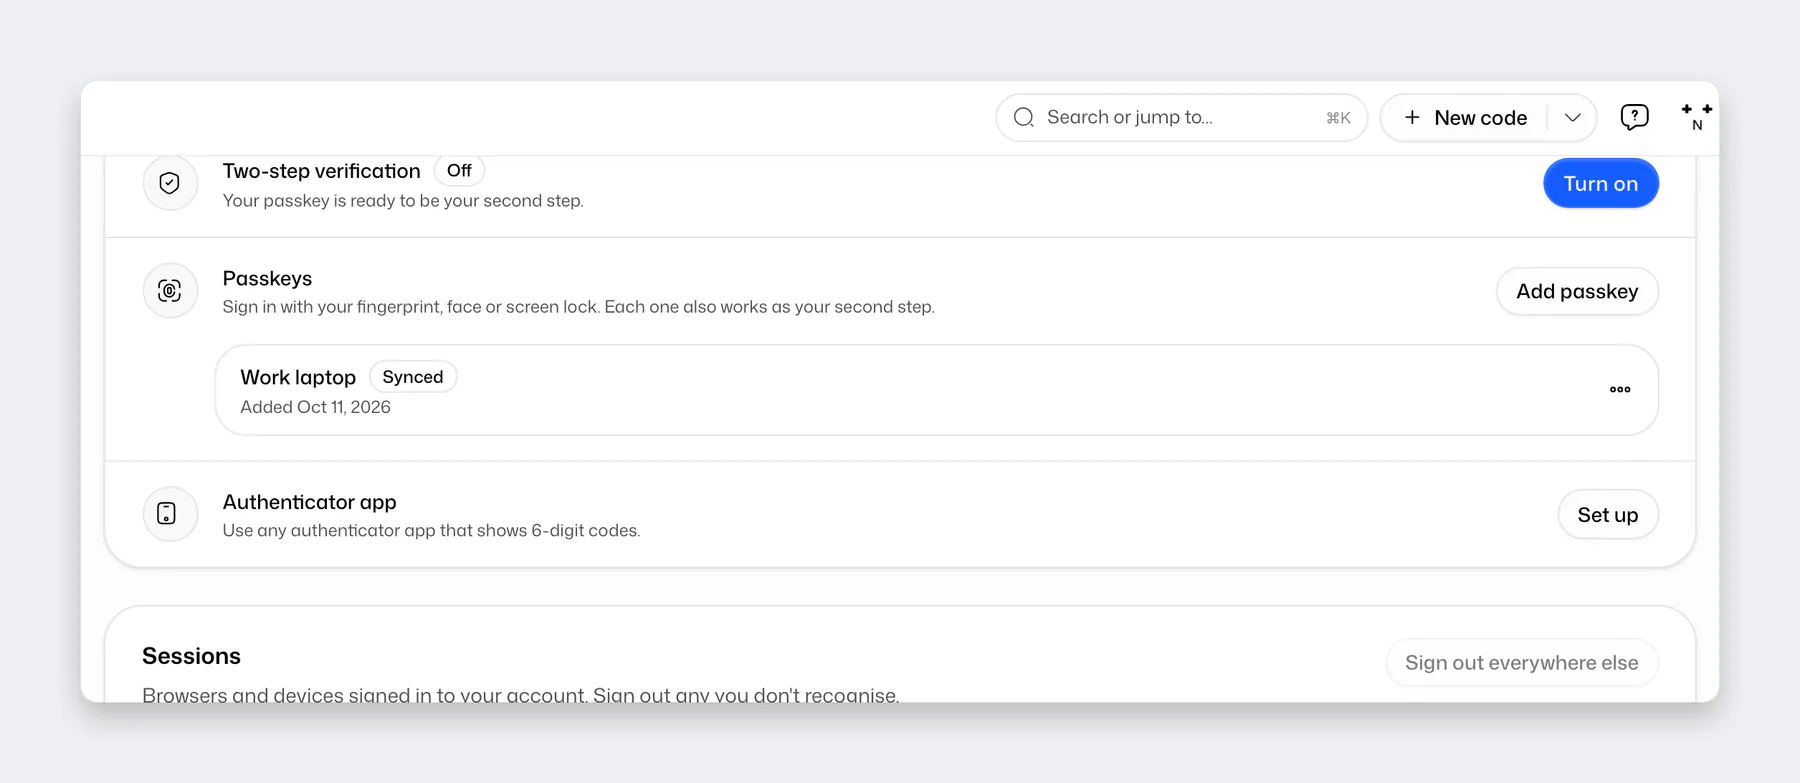 Search or jump to... ⌘K
+ New code
N
Two-step verification Off
Your passkey is ready to be your second step.
Turn on
Passkeys
Sign in with your fingerprint, face or screen lock. Each one also works as your second step.
Add passkey
Work laptop Synced
Added Oct 11, 2026
Authenticator app
Use any authenticator app that shows 6-digit codes.
Set up
Sessions
Sign out everywhere else
Browsers and devices signed in to your account. Sign out any you don't recognise.